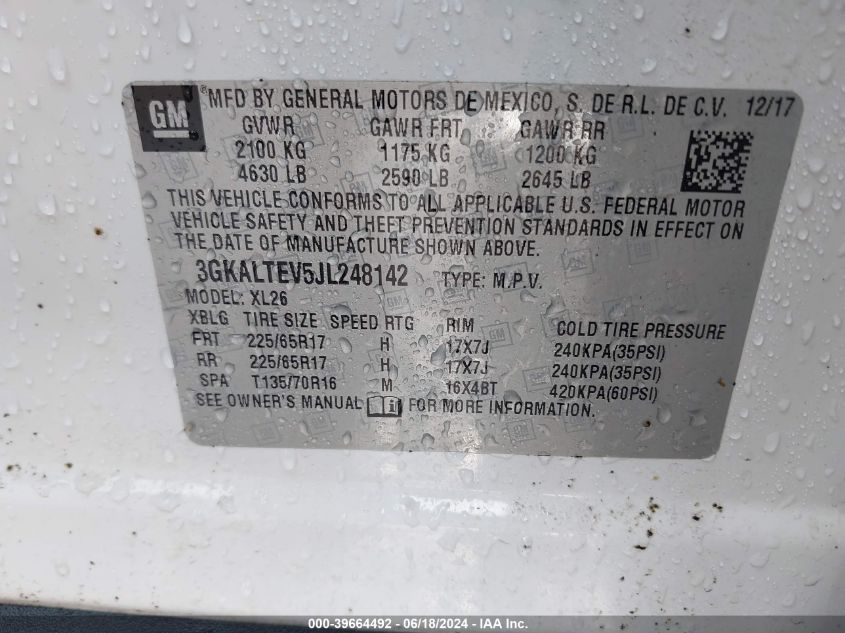 GM ® MFD BY GENERAL MOTORS DE MEXICO, S. DE R.L. DE C.V. 12/17
GVWR GAWR FRT GAWR RR
2100 KG 1175 KG 1200 KG
4630 LB 2590 LB 2645 LB
THIS VEHICLE CONFORMS TO ALL APPLICABLE U.S. FEDERAL MOTOR
VEHICLE SAFETY AND THEFT PREVENTION STANDARDS IN EFFECT ON
THE DATE OF MANUFACTURE SHOWN ABOVE.
3GKALTEV5JL248142 TYPE: M.P.V.
MODEL: XL26
XBLG TIRE SIZE SPEED RTG RIM COLD TIRE PRESSURE
FRT 225/65R17 H 17X7J 240KPA(35PSI)
RR 225/65R17 H 17X7J 240KPA(35PSI)
SPA T135/70R16 M 16X4BT 420KPA(60PSI)
SEE OWNER'S MANUAL i FOR MORE INFORMATION.
000-39664492 - 06/18/2024 - IAA Inc.